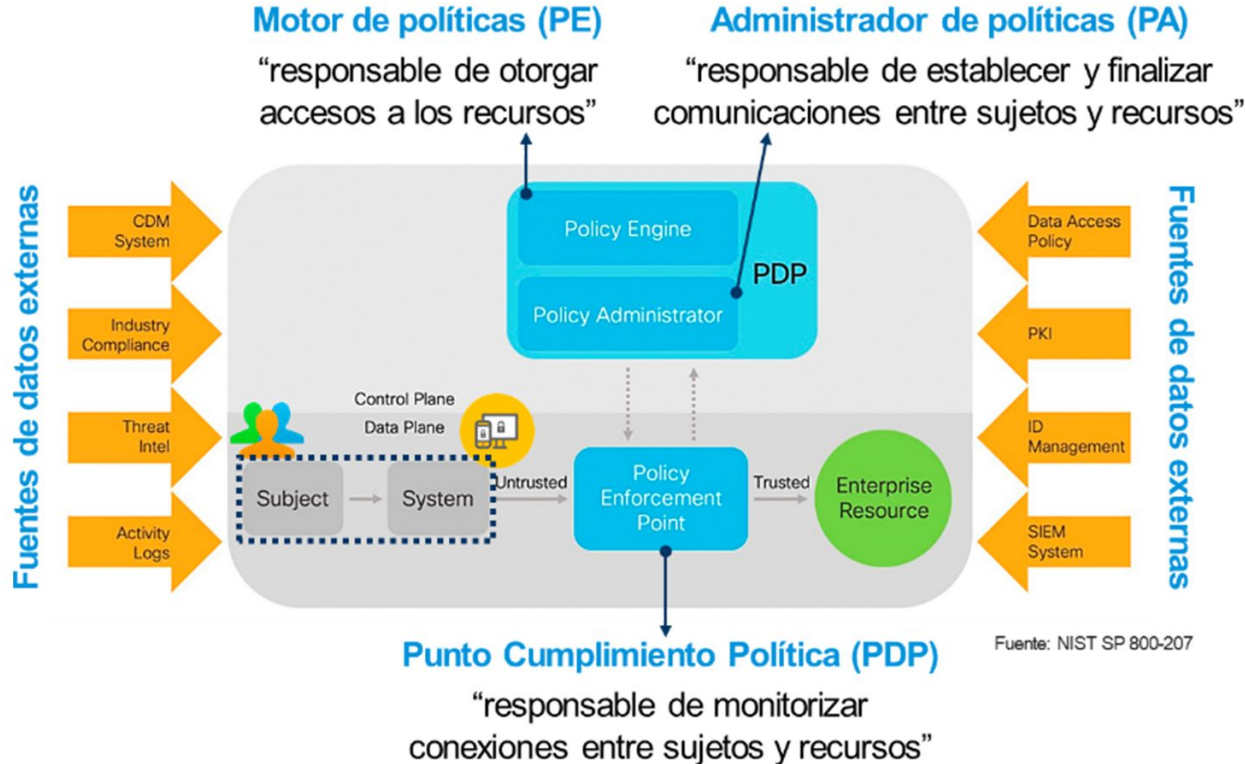 Motor de políticas (PE)
“responsable de otorgar
accesos a los recursos”
Administrador de políticas (PA)
“responsable de establecer y finalizar
comunicaciones entre sujetos y recursos”
Fuentes de datos externas
CDM
System
Industry
Compliance
Threat
Intel
Activity
Logs
Policy Engine
Policy Administrator
PDP
Control Plane
Data Plane
Subject
System
Untrusted
Policy
Enforcement
Point
Trusted
Enterprise
Resource
Data Access
Policy
PKI
ID
Management
SIEM
System
Fuentes de datos externas
Punto Cumplimiento Política (PDP)
“responsable de monitorizar
conexiones entre sujetos y recursos”
Fuente: NIST SP 800-207